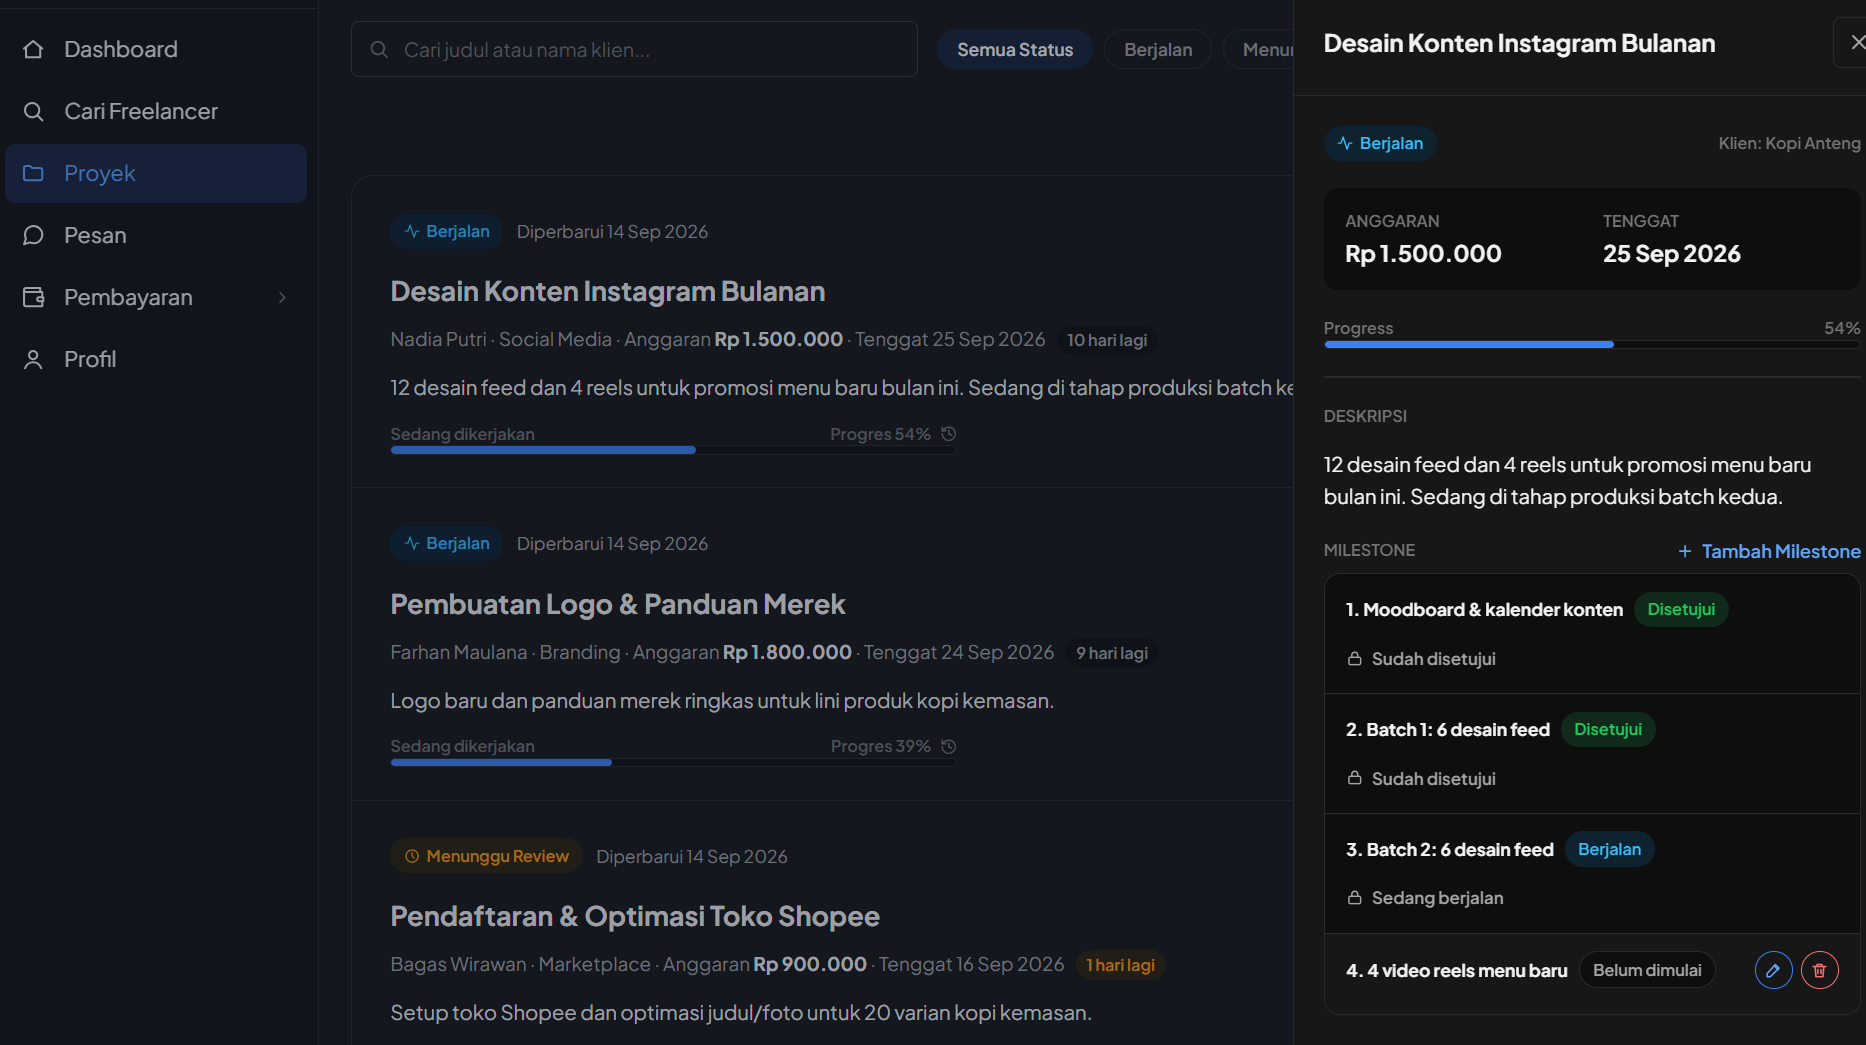 Dashboard
Cari Freelancer
Proyek
Pesan
Pembayaran
Profil
Cari judul atau nama klien...
Semua Status
Berjalan
Menun
Berjalan
Diperbarui 14 Sep 2026
Desain Konten Instagram Bulanan
Nadia Putri · Social Media · Anggaran Rp 1.500.000 · Tenggat 25 Sep 2026
10 hari lagi
12 desain feed dan 4 reels untuk promosi menu baru bulan ini. Sedang di tahap produksi batch ke
Sedang dikerjakan
Progres 54%
Berjalan
Diperbarui 14 Sep 2026
Pembuatan Logo & Panduan Merek
Farhan Maulana · Branding · Anggaran Rp 1.800.000 · Tenggat 24 Sep 2026
9 hari lagi
Logo baru dan panduan merek ringkas untuk lini produk kopi kemasan.
Sedang dikerjakan
Progres 39%
Menunggu Review
Diperbarui 14 Sep 2026
Pendaftaran & Optimasi Toko Shopee
Bagas Wirawan · Marketplace · Anggaran Rp 900.000 · Tenggat 16 Sep 2026
1 hari lagi
Setup toko Shopee dan optimasi judul/foto untuk 20 varian kopi kemasan.
Desain Konten Instagram Bulanan
Berjalan
Klien: Kopi Anteng
ANGGARAN
Rp 1.500.000
TENGGAT
25 Sep 2026
Progress
54%
DESKRIPSI
12 desain feed dan 4 reels untuk promosi menu baru
bulan ini. Sedang di tahap produksi batch kedua.
MILESTONE
+ Tambah Milestone
1. Moodboard & kalender konten
Disetujui
Sudah disetujui
2. Batch 1: 6 desain feed
Disetujui
Sudah disetujui
3. Batch 2: 6 desain feed
Berjalan
Sedang berjalan
4. 4 video reels menu baru
Belum dimulai